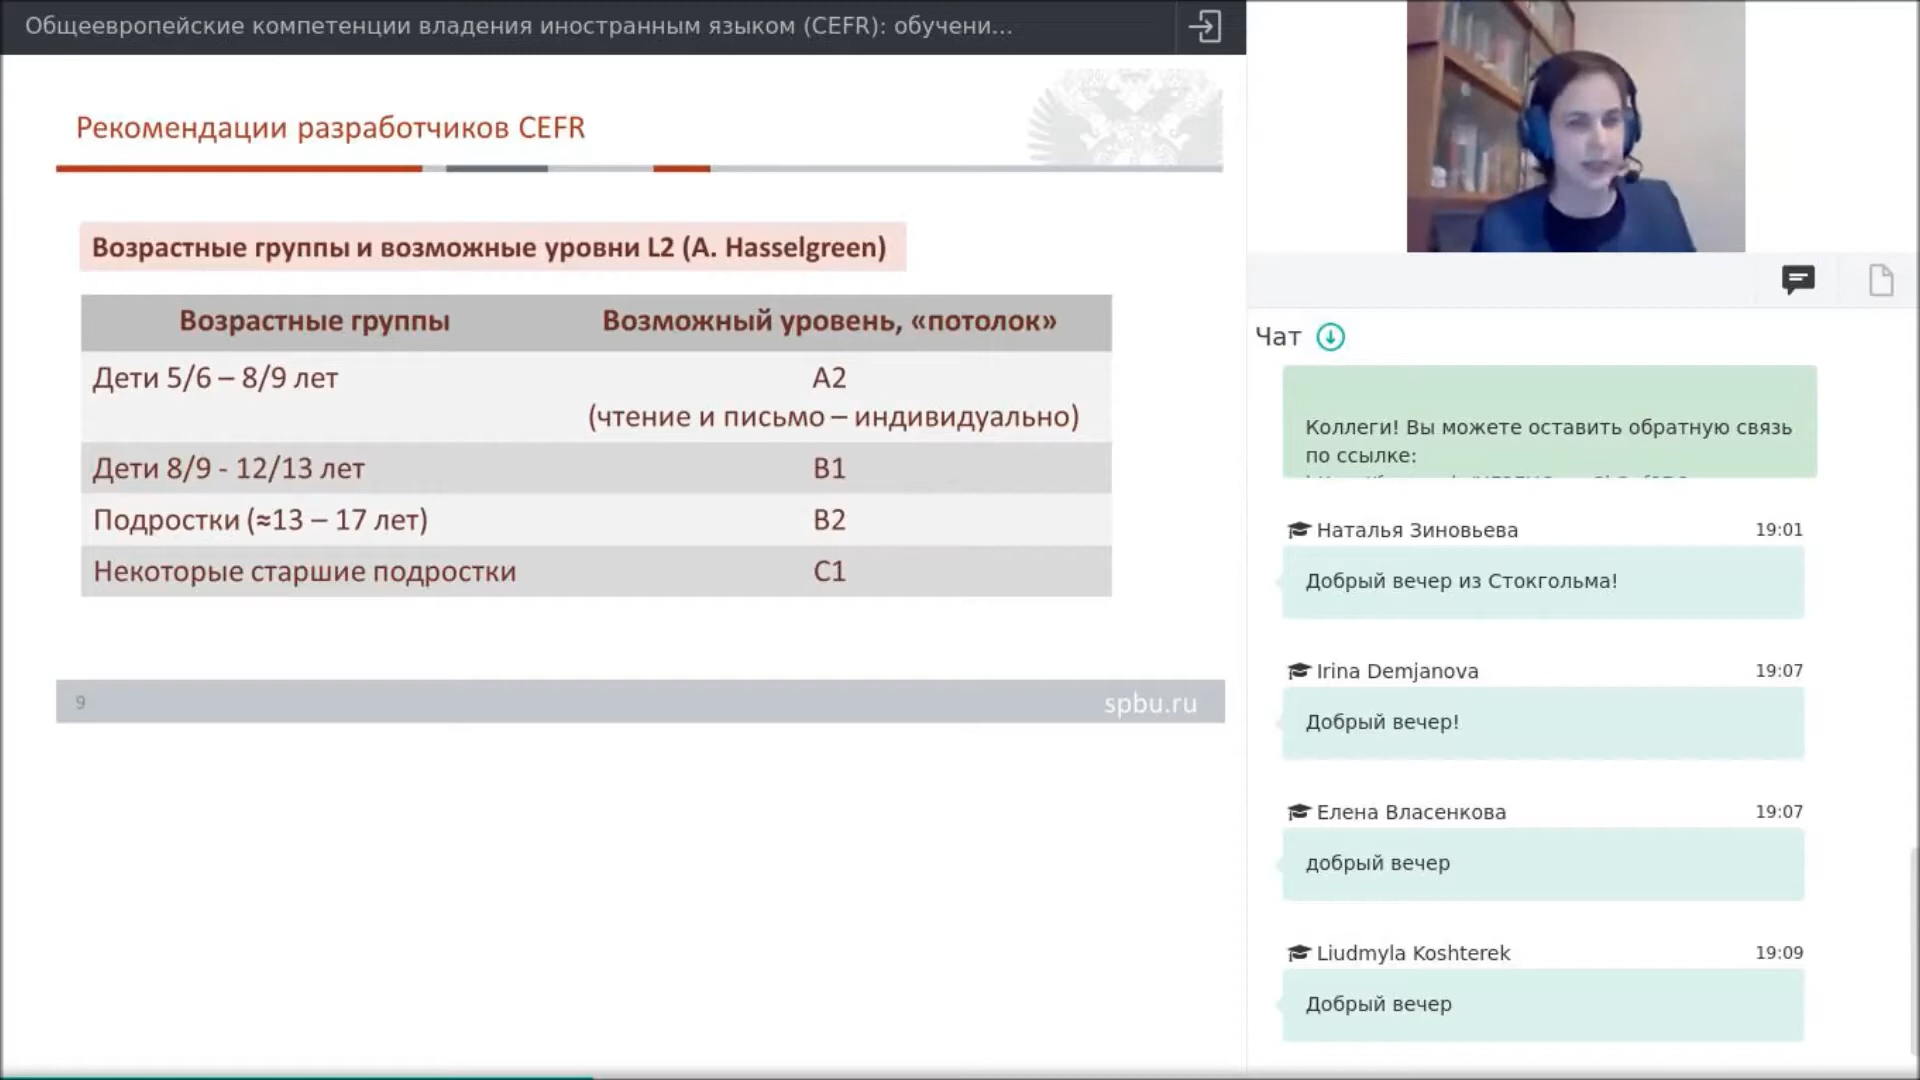 Общеевропейские компетенции владения иностранным языком (CEFR): обучени...
Рекомендации разработчиков CEFR
Возрастные группы и возможные уровни L2 (A. Hasselgreen)
Возрастные группы Возможный уровень, «потолок»
Дети 5/6 – 8/9 лет A2
(чтение и письмо – индивидуально)
Дети 8/9 - 12/13 лет B1
Подростки (≈13 – 17 лет) B2
Некоторые старшие подростки C1
9 spbu.ru
Чат
Коллеги! Вы можете оставить обратную связь
по ссылке:
Наталья Зиновьева 19:01
Добрый вечер из Стокгольма!
Irina Demjanova 19:07
Добрый вечер!
Елена Власенкова 19:07
добрый вечер
Liudmyla Koshterek 19:09
Добрый вечер